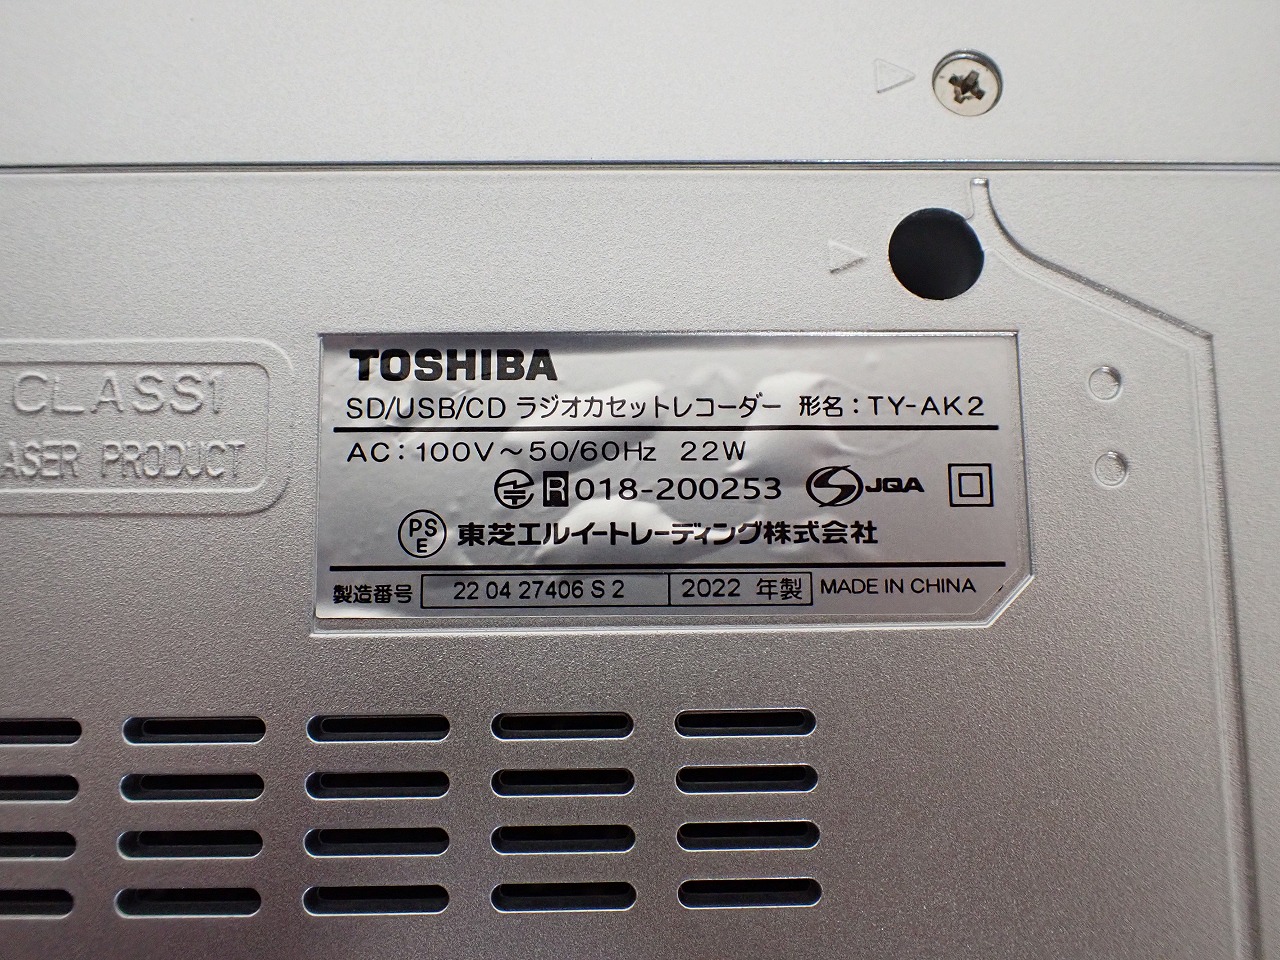 CLASS1
ASER PRODUCT
TOSHIBA
SD/USB/CD ラジオカセットレコーダー 形名：TY-AK2
AC：100V～50/60Hz 22W
R 018-200253 JQA
PSE 東芝エルイートレーディング株式会社
製造番号 22 04 27406 S 2 2022 年製 MADE IN CHINA